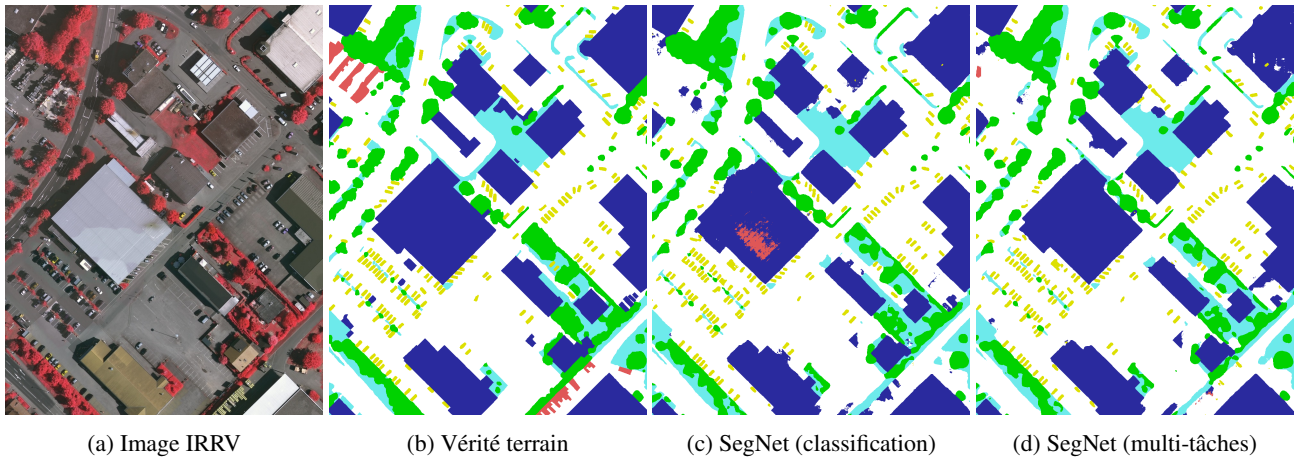 (a) Image IRRV
(b) Vérité terrain
(c) SegNet (classification)
(d) SegNet (multi-tâches)